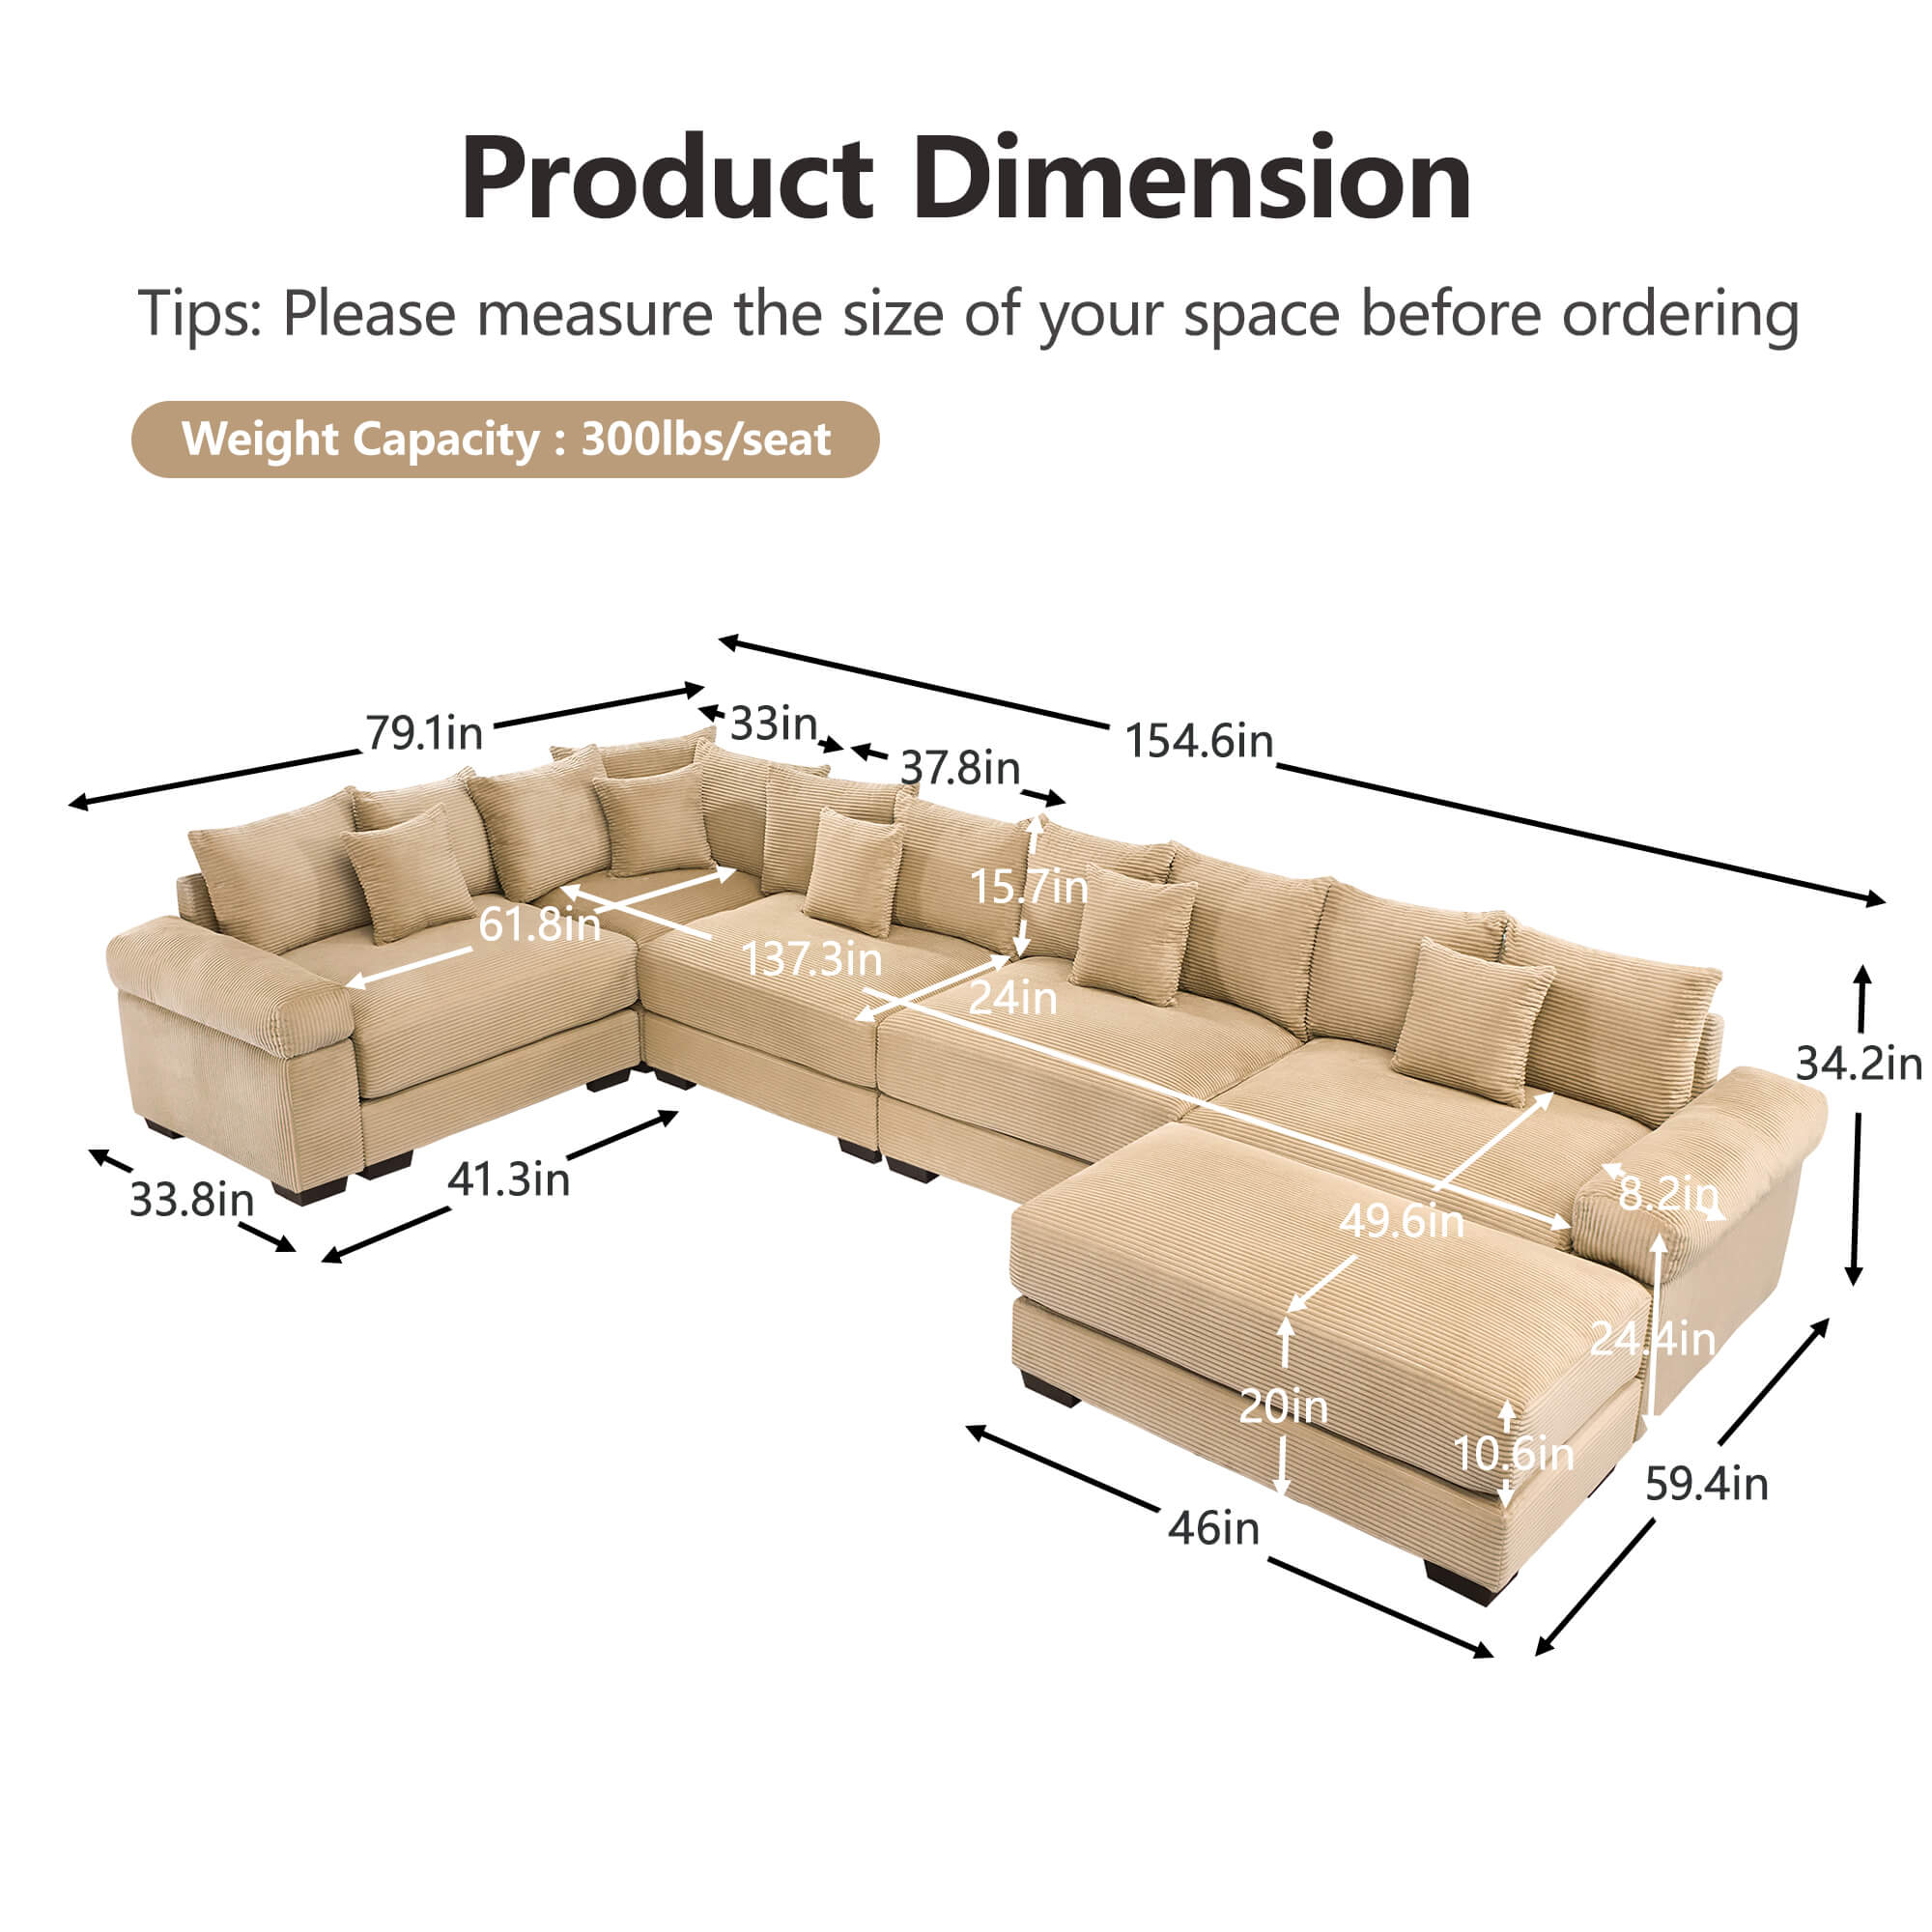 Product Dimension
Tips: Please measure the size of your space before ordering
Weight Capacity : 300lbs/seat
79.1in
33in
37.8in
154.6in
15.7in
61.8in
137.3in
24in
34.2in
33.8in
41.3in
8.2in
49.6in
24.4in
20in
10.6in
59.4in
46in